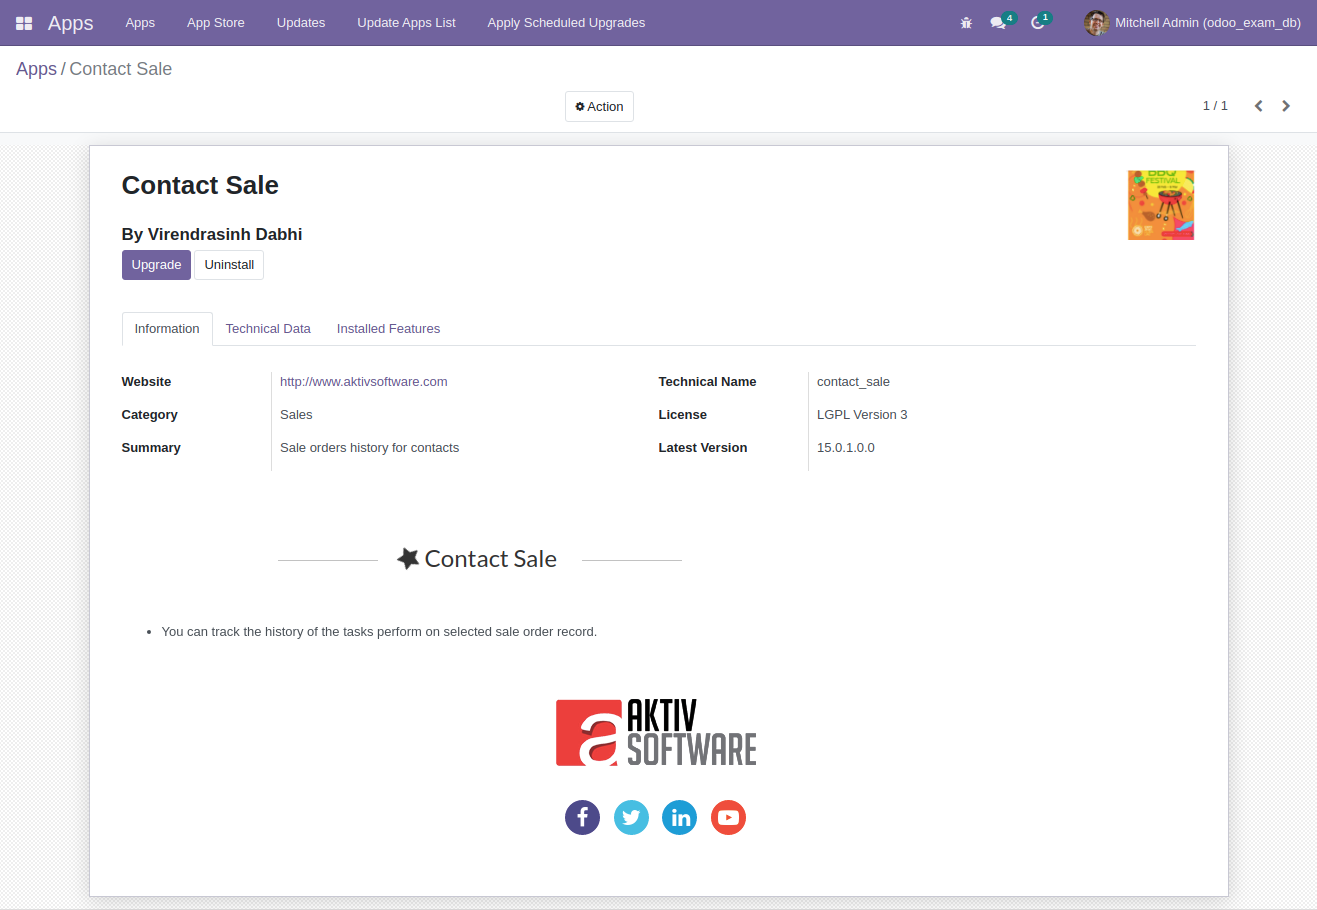 Apps Apps App Store Updates Update Apps List Apply Scheduled Upgrades 4 1 Mitchell Admin (odoo_exam_db)
Apps / Contact Sale
Action 1 / 1
Contact Sale
BBQ
FESTIVAL
By Virendrasinh Dabhi
Upgrade Uninstall
Information Technical Data Installed Features
Website http://www.aktivsoftware.com Technical Name contact_sale
Category Sales License LGPL Version 3
Summary Sale orders history for contacts Latest Version 15.0.1.0.0
Contact Sale
• You can track the history of the tasks perform on selected sale order record.
a AKTIV
SOFTWARE
f in